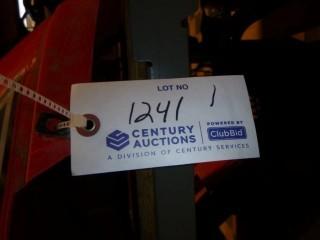 LOT NO
1241 1
CENTURY
AUCTIONS
POWERED BY
ClubBid
A DIVISION OF CENTURY SERVICES